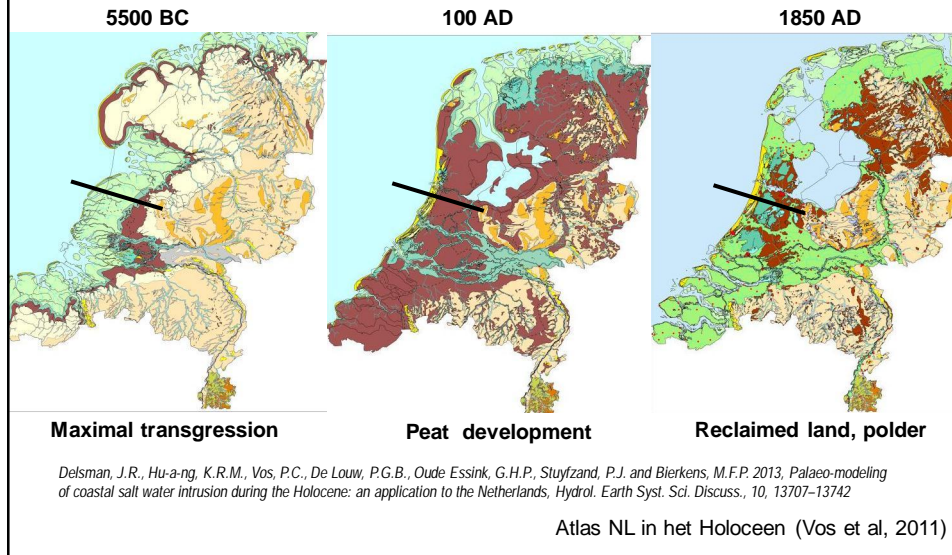 5500 BC
100 AD
1850 AD
Maximal transgression
Peat development
Reclaimed land, polder
Delsman, J.R., Hu-a-ng, K.R.M., Vos, P.C., De Louw, P.G.B., Oude Essink, G.H.P., Stuyfzand, P.J. and Bierkens, M.F.P. 2013, Palaeo-modeling
of coastal salt water intrusion during the Holocene: an application to the Netherlands, Hydrol. Earth Syst. Sci. Discuss., 10, 13707–13742
Atlas NL in het Holoceen (Vos et al, 2011)